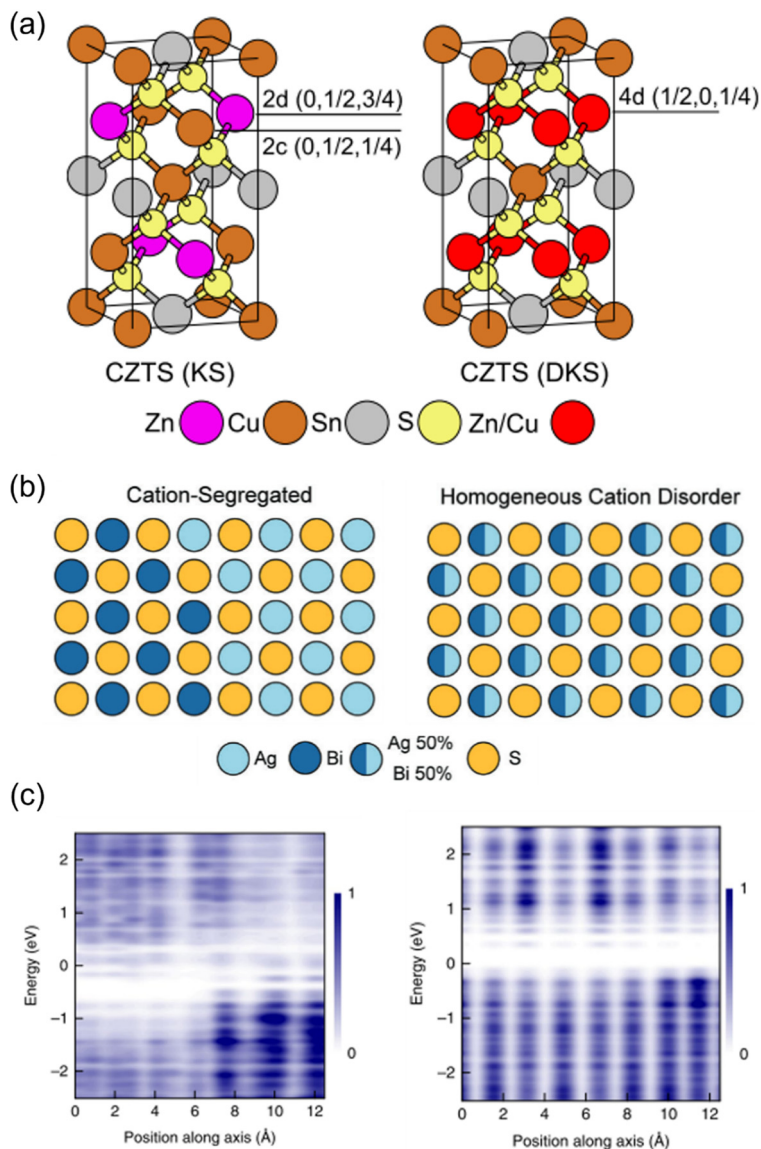 (a)
2d (0,1/2,3/4)
2c (0,1/2,1/4)
4d (1/2,0,1/4)
CZTS (KS)
CZTS (DKS)
Zn Cu Sn S Zn/Cu
(b)
Cation-Segregated
Homogeneous Cation Disorder
Ag
Bi
Ag 50%
Bi 50%
S
(c)
Energy (eV)
2
1
0
−1
−2
1
0
0 2 4 6 8 10 12
Position along axis (Å)
Energy (eV)
2
1
0
−1
−2
1
0
0 2 4 6 8 10 12
Position along axis (Å)